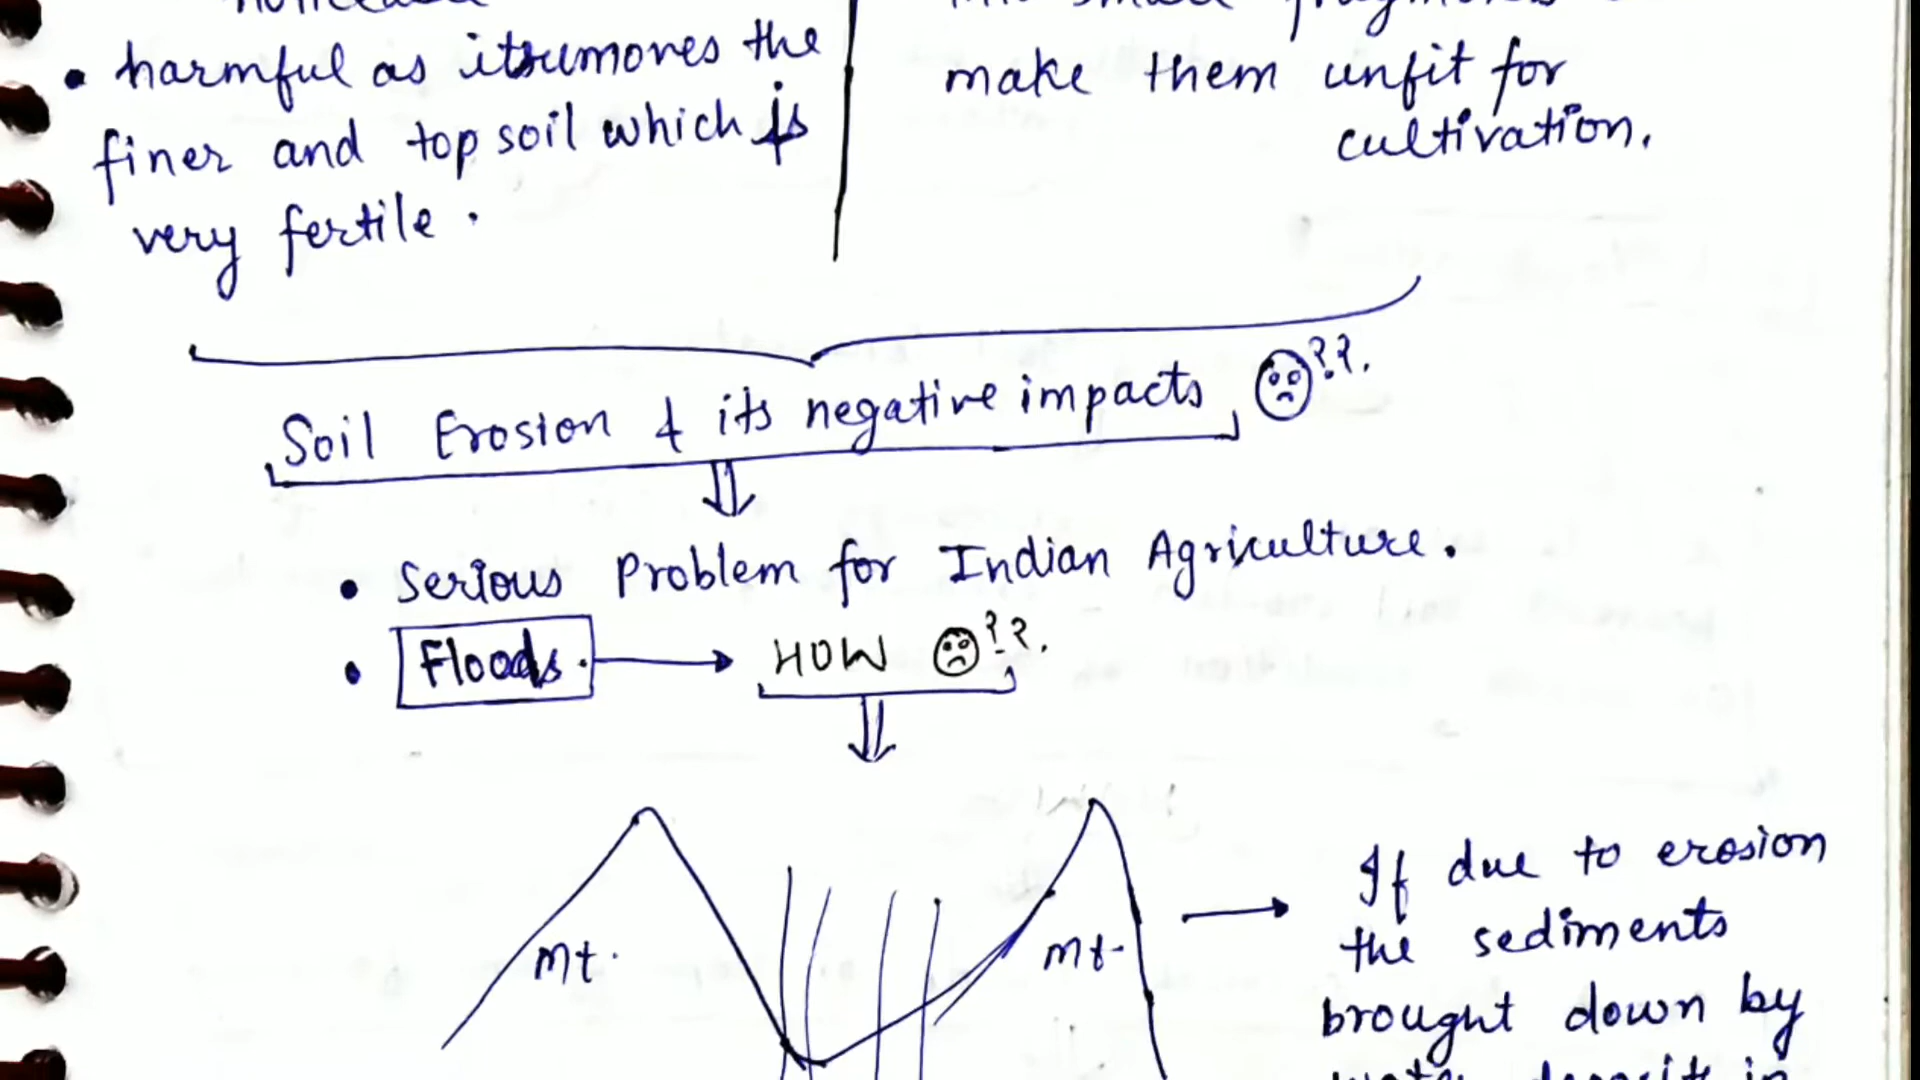 • harmful as it removes the
finer and top soil which is
very fertile.
make them unfit for
cultivation.
Soil Erosion & its negative impacts ??.
• Serious Problem for Indian Agriculture.
• Floods. → HOW ??.
Mt.
Mt.
If due to erosion
the sediments
brought down by